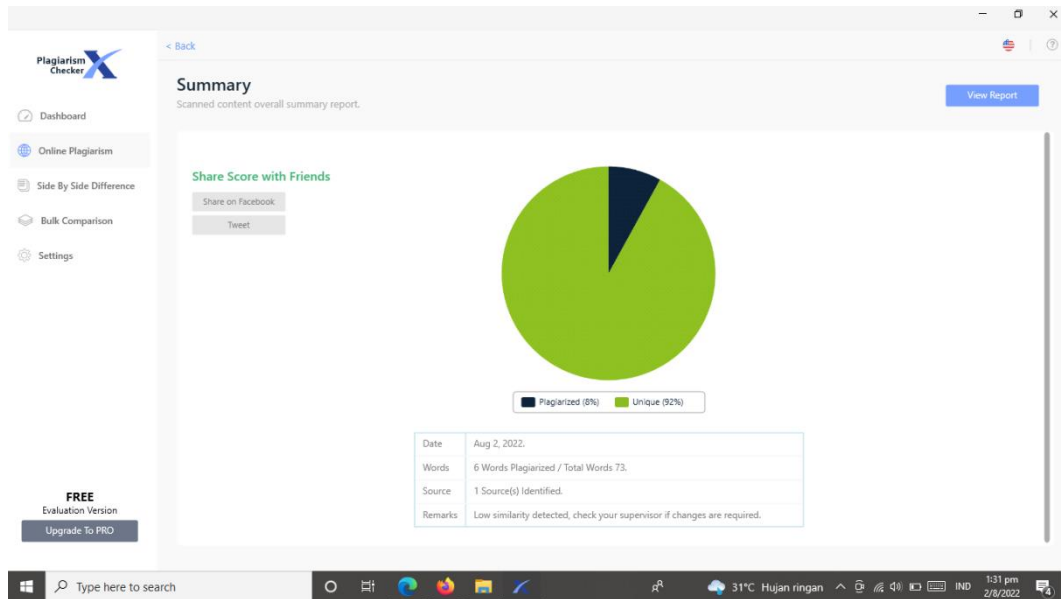 Plagiarism
Checker
< Back
Summary
Scanned content overall summary report.
View Report
Dashboard
Online Plagiarism
Side By Side Difference
Bulk Comparison
Settings
Share Score with Friends
Share on Facebook
Tweet
Plagiarized (8%) Unique (92%)
Date Aug 2, 2022.
Words 6 Words Plagiarized / Total Words 73.
Source 1 Source(s) Identified.
Remarks Low similarity detected, check your supervisor if changes are required.
FREE
Evaluation Version
Upgrade To PRO
Type here to search
31°C Hujan ringan
IND
1:31 pm
2/8/2022
4